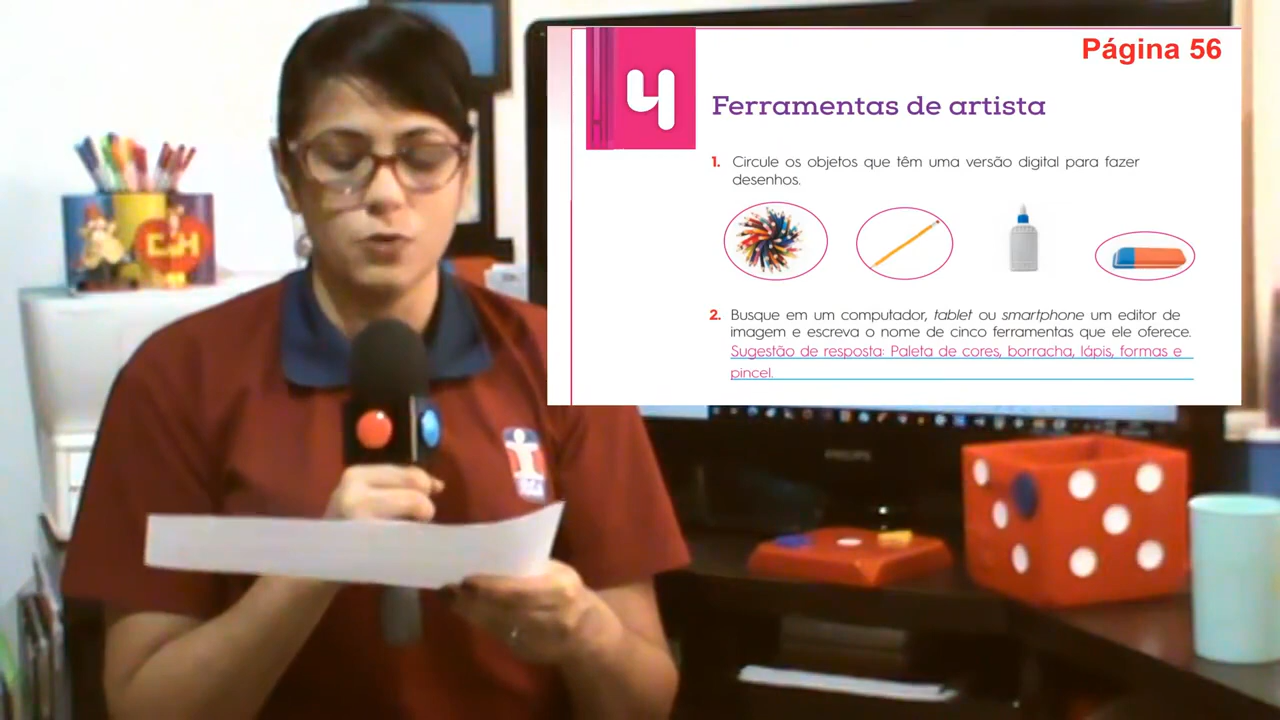 Página 56
4
Ferramentas de artista
1. Circule os objetos que têm uma versão digital para fazer
desenhos.
2. Busque em um computador, tablet ou smartphone um editor de
imagem e escreva o nome de cinco ferramentas que ele oferece.
Sugestão de resposta: Paleta de cores, borracha, lápis, formas e
pincel.
PHILIPS